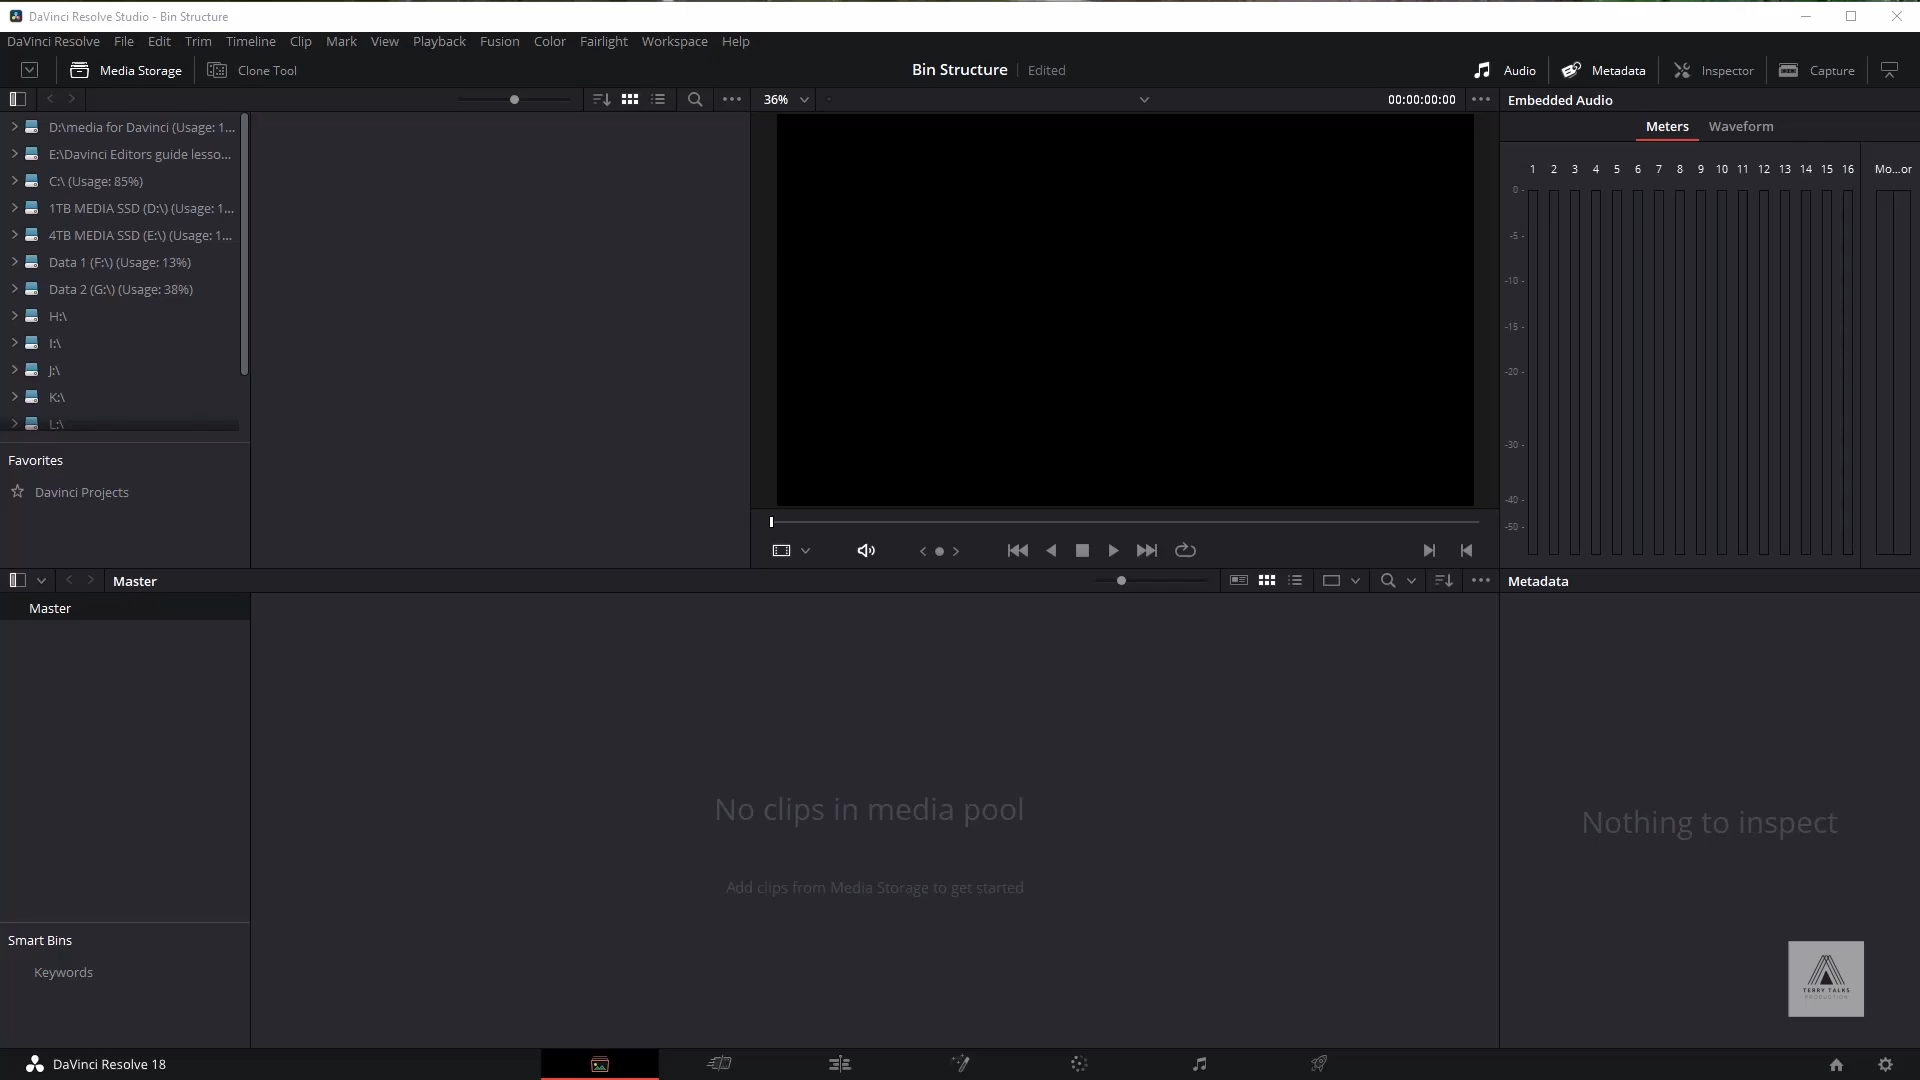 DaVinci Resolve Studio - Bin Structure
DaVinci Resolve File Edit Trim Timeline Clip Mark View Playback Fusion Color Fairlight Workspace Help
Media Storage Clone Tool Bin Structure Edited Audio Metadata Inspector Capture
36% 00:00:00:00 Embedded Audio
Meters Waveform
1 2 3 4 5 6 7 8 9 10 11 12 13 14 15 16 Mo...or
0 -
-5 -
-10 -
-15 -
-20 -
-30 -
-40 -
-50 -
D:\media for Davinci (Usage: 1...
E:\Davinci Editors guide lesso...
C:\ (Usage: 85%)
1TB MEDIA SSD (D:\) (Usage: 1...
4TB MEDIA SSD (E:\) (Usage: 1...
Data 1 (F:\) (Usage: 13%)
Data 2 (G:\) (Usage: 38%)
H:\
I:\
J:\
K:\
L:\
Favorites
Davinci Projects
Master
Metadata
Master
No clips in media pool
Add clips from Media Storage to get started
Nothing to inspect
Smart Bins
Keywords
TERRY TALKS
PRODUCTION
DaVinci Resolve 18